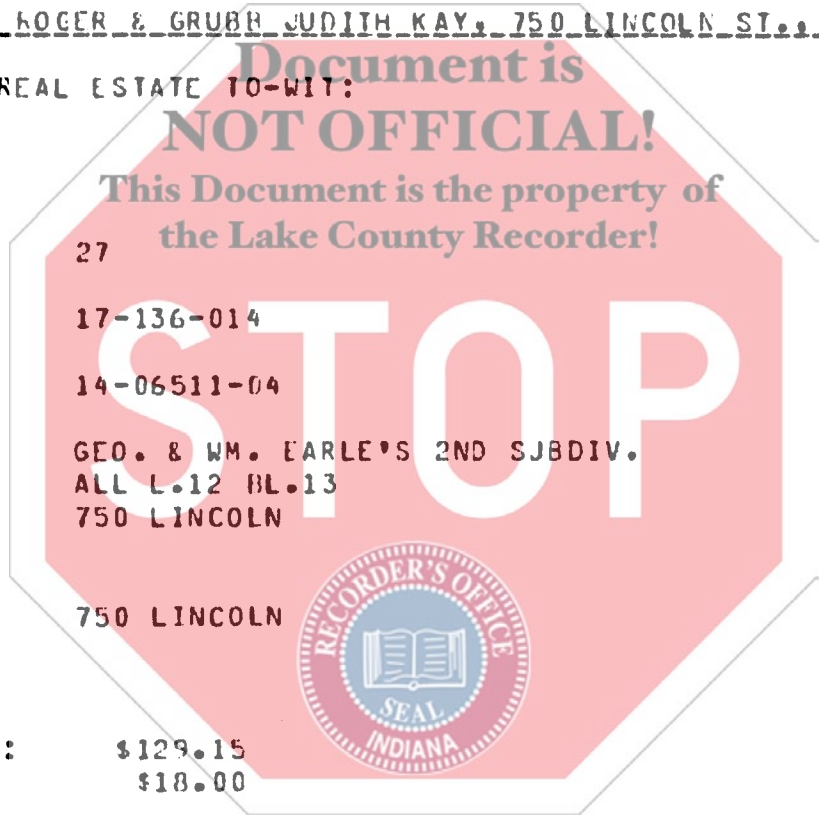 ROGER & GRUBB JUDITH KAY, 750 LINCOLN ST.,
Document is
REAL ESTATE TO-WIT:
NOT OFFICIAL!
This Document is the property of
the Lake County Recorder!
27
17-136-014
STOP
14-06511-04
GEO. & WM. EARLE'S 2ND SJBDIV.
ALL L.12 BL.13
750 LINCOLN
RECORDER'S OFFICE
750 LINCOLN
SEAL
INDIANA
: $129.15
$18.00